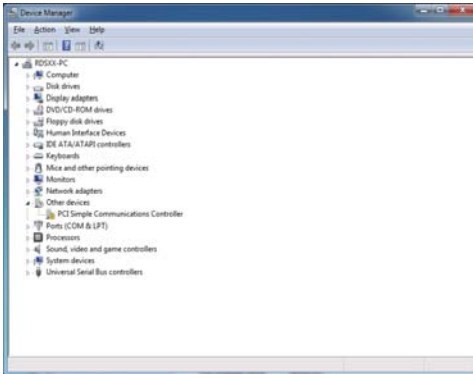 Device Manager
File Action View Help
RDSXX-PC
Computer
Disk drives
Display adapters
DVD/CD-ROM drives
Floppy disk drives
Human Interface Devices
IDE ATA/ATAPI controllers
Keyboards
Mice and other pointing devices
Monitors
Network adapters
Other devices
PCI Simple Communications Controller
Ports (COM & LPT)
Processors
Sound, video and game controllers
System devices
Universal Serial Bus controllers